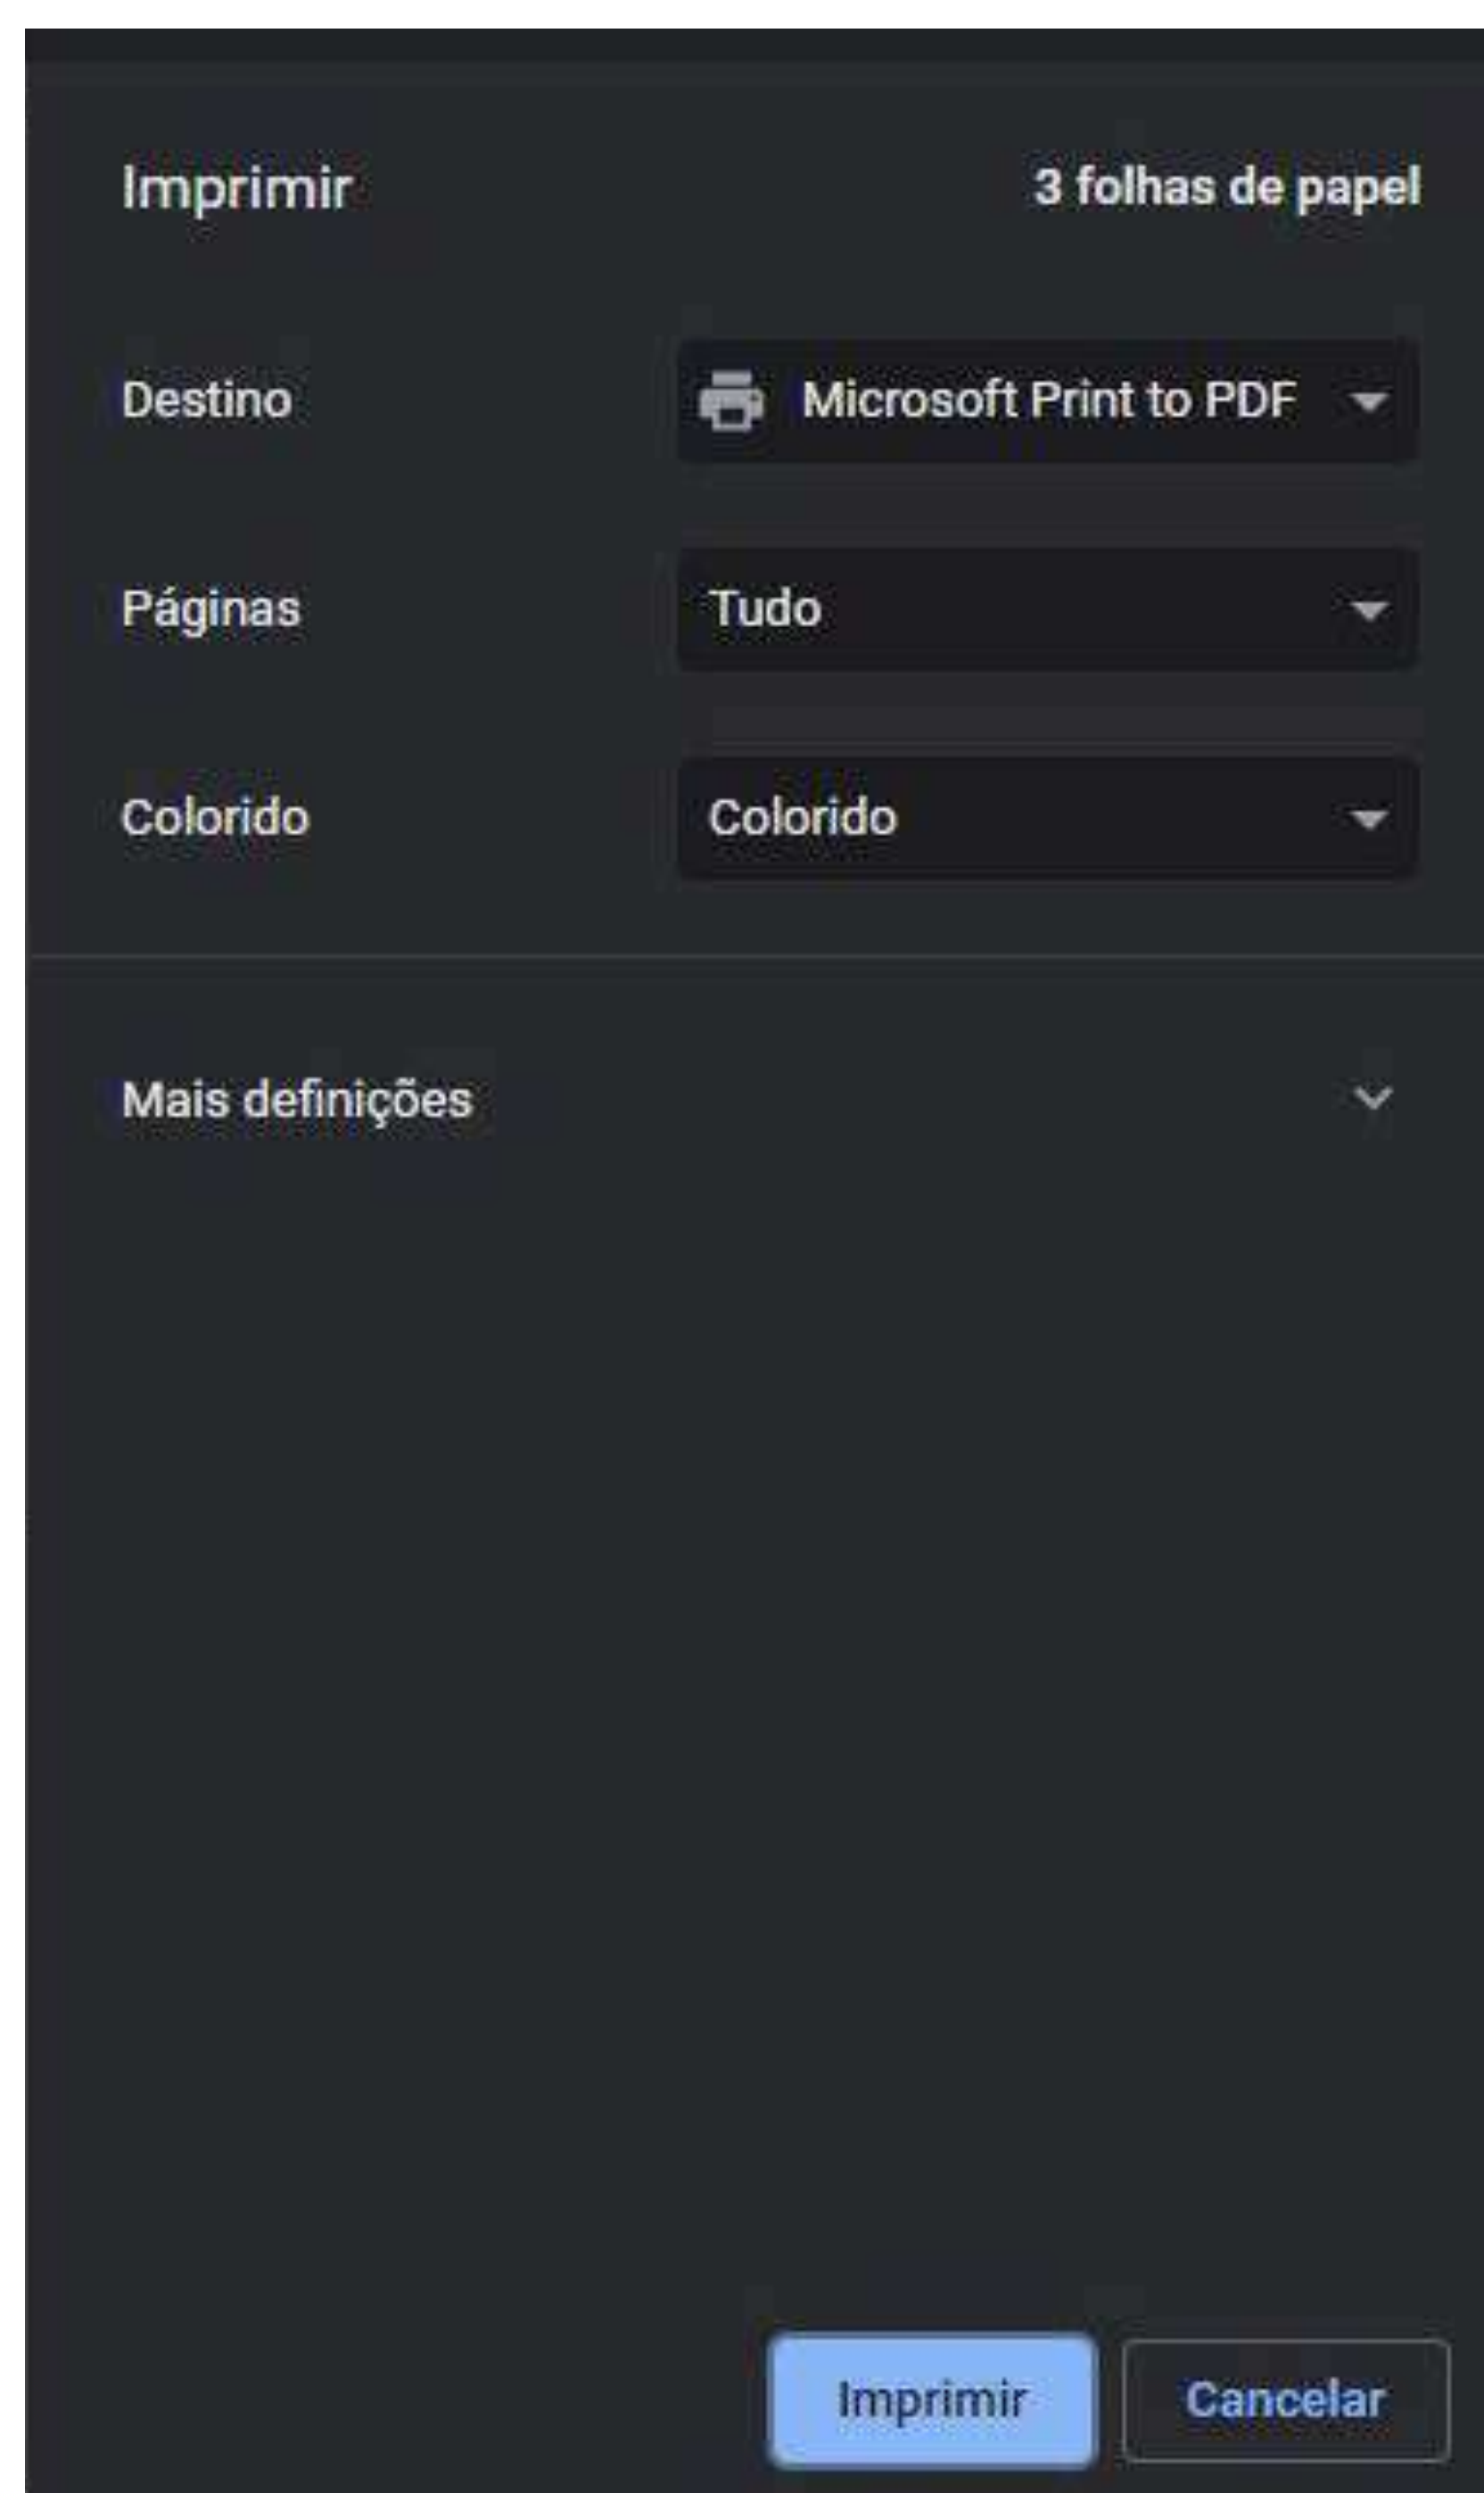 Imprimir 3 folhas de papel
Destino Microsoft Print to PDF
Páginas Tudo
Colorido Colorido
Mais definições
Imprimir Cancelar